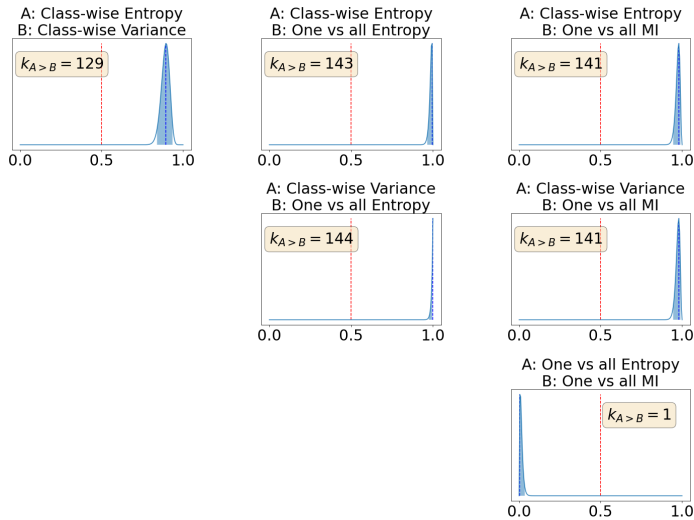 A: Class-wise Entropy
B: Class-wise Variance
k_{A>B} = 129
0.0 0.5 1.0
A: Class-wise Entropy
B: One vs all Entropy
k_{A>B} = 143
0.0 0.5 1.0
A: Class-wise Entropy
B: One vs all MI
k_{A>B} = 141
0.0 0.5 1.0
A: Class-wise Variance
B: One vs all Entropy
k_{A>B} = 144
0.0 0.5 1.0
A: Class-wise Variance
B: One vs all MI
k_{A>B} = 141
0.0 0.5 1.0
A: One vs all Entropy
B: One vs all MI
k_{A>B} = 1
0.0 0.5 1.0